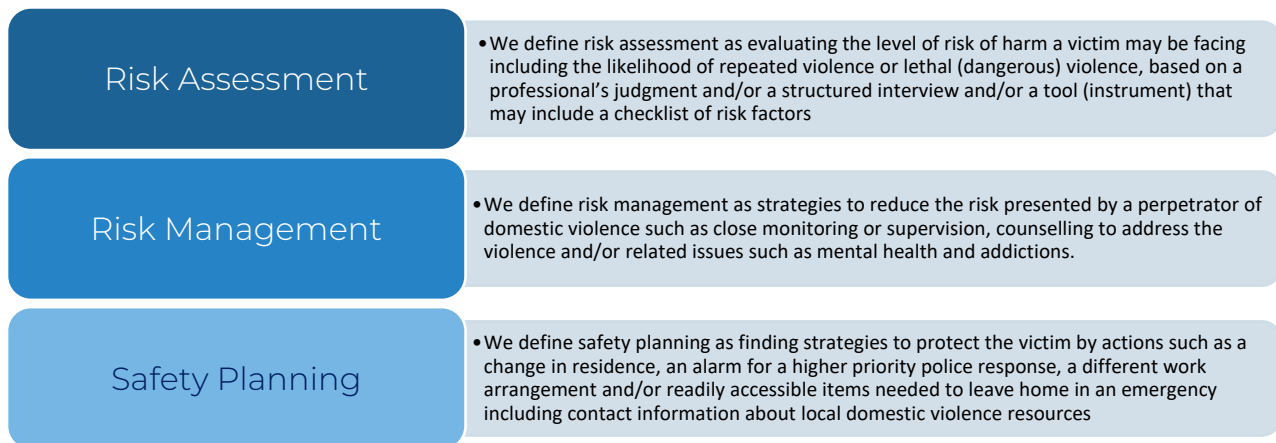 Risk Assessment
•We define risk assessment as evaluating the level of risk of harm a victim may be facing
including the likelihood of repeated violence or lethal (dangerous) violence, based on a
professional's judgment and/or a structured interview and/or a tool (instrument) that
may include a checklist of risk factors
Risk Management
•We define risk management as strategies to reduce the risk presented by a perpetrator of
domestic violence such as close monitoring or supervision, counselling to address the
violence and/or related issues such as mental health and addictions.
Safety Planning
•We define safety planning as finding strategies to protect the victim by actions such as a
change in residence, an alarm for a higher priority police response, a different work
arrangement and/or readily accessible items needed to leave home in an emergency
including contact information about local domestic violence resources